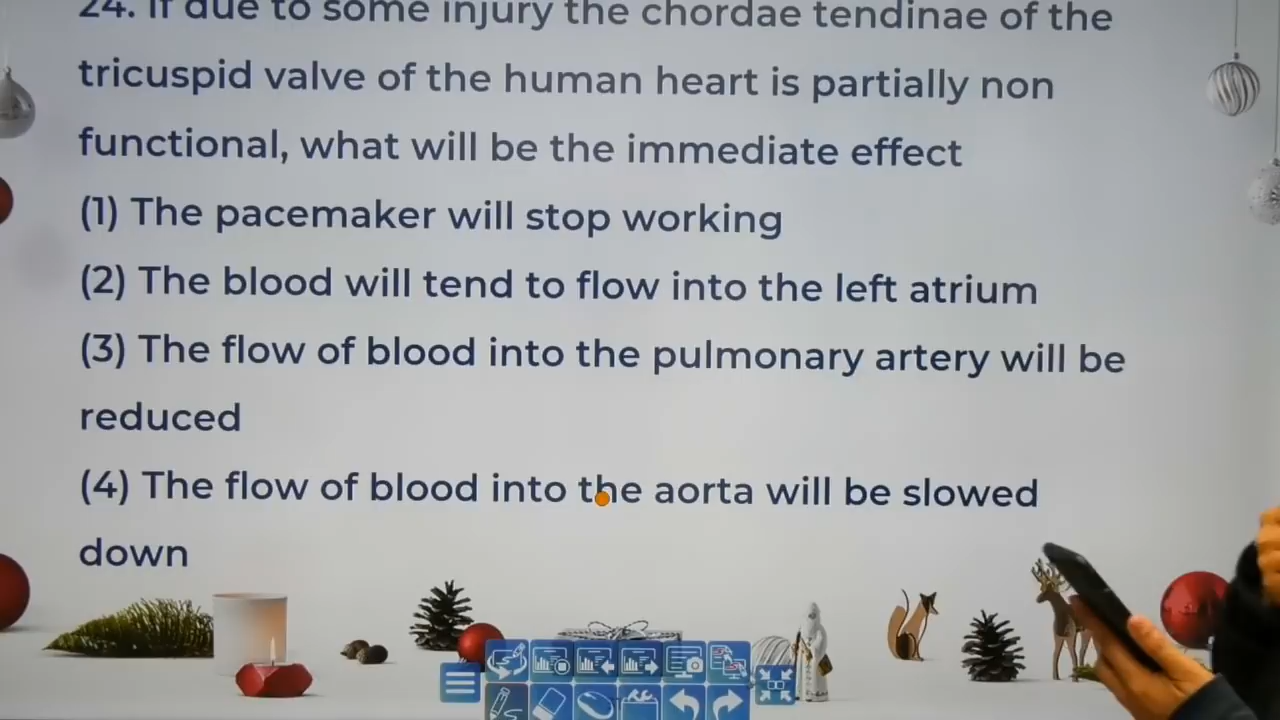 24. If due to some injury the chordae tendinae of the
tricuspid valve of the human heart is partially non
functional, what will be the immediate effect
(1) The pacemaker will stop working
(2) The blood will tend to flow into the left atrium
(3) The flow of blood into the pulmonary artery will be
reduced
(4) The flow of blood into the aorta will be slowed
down